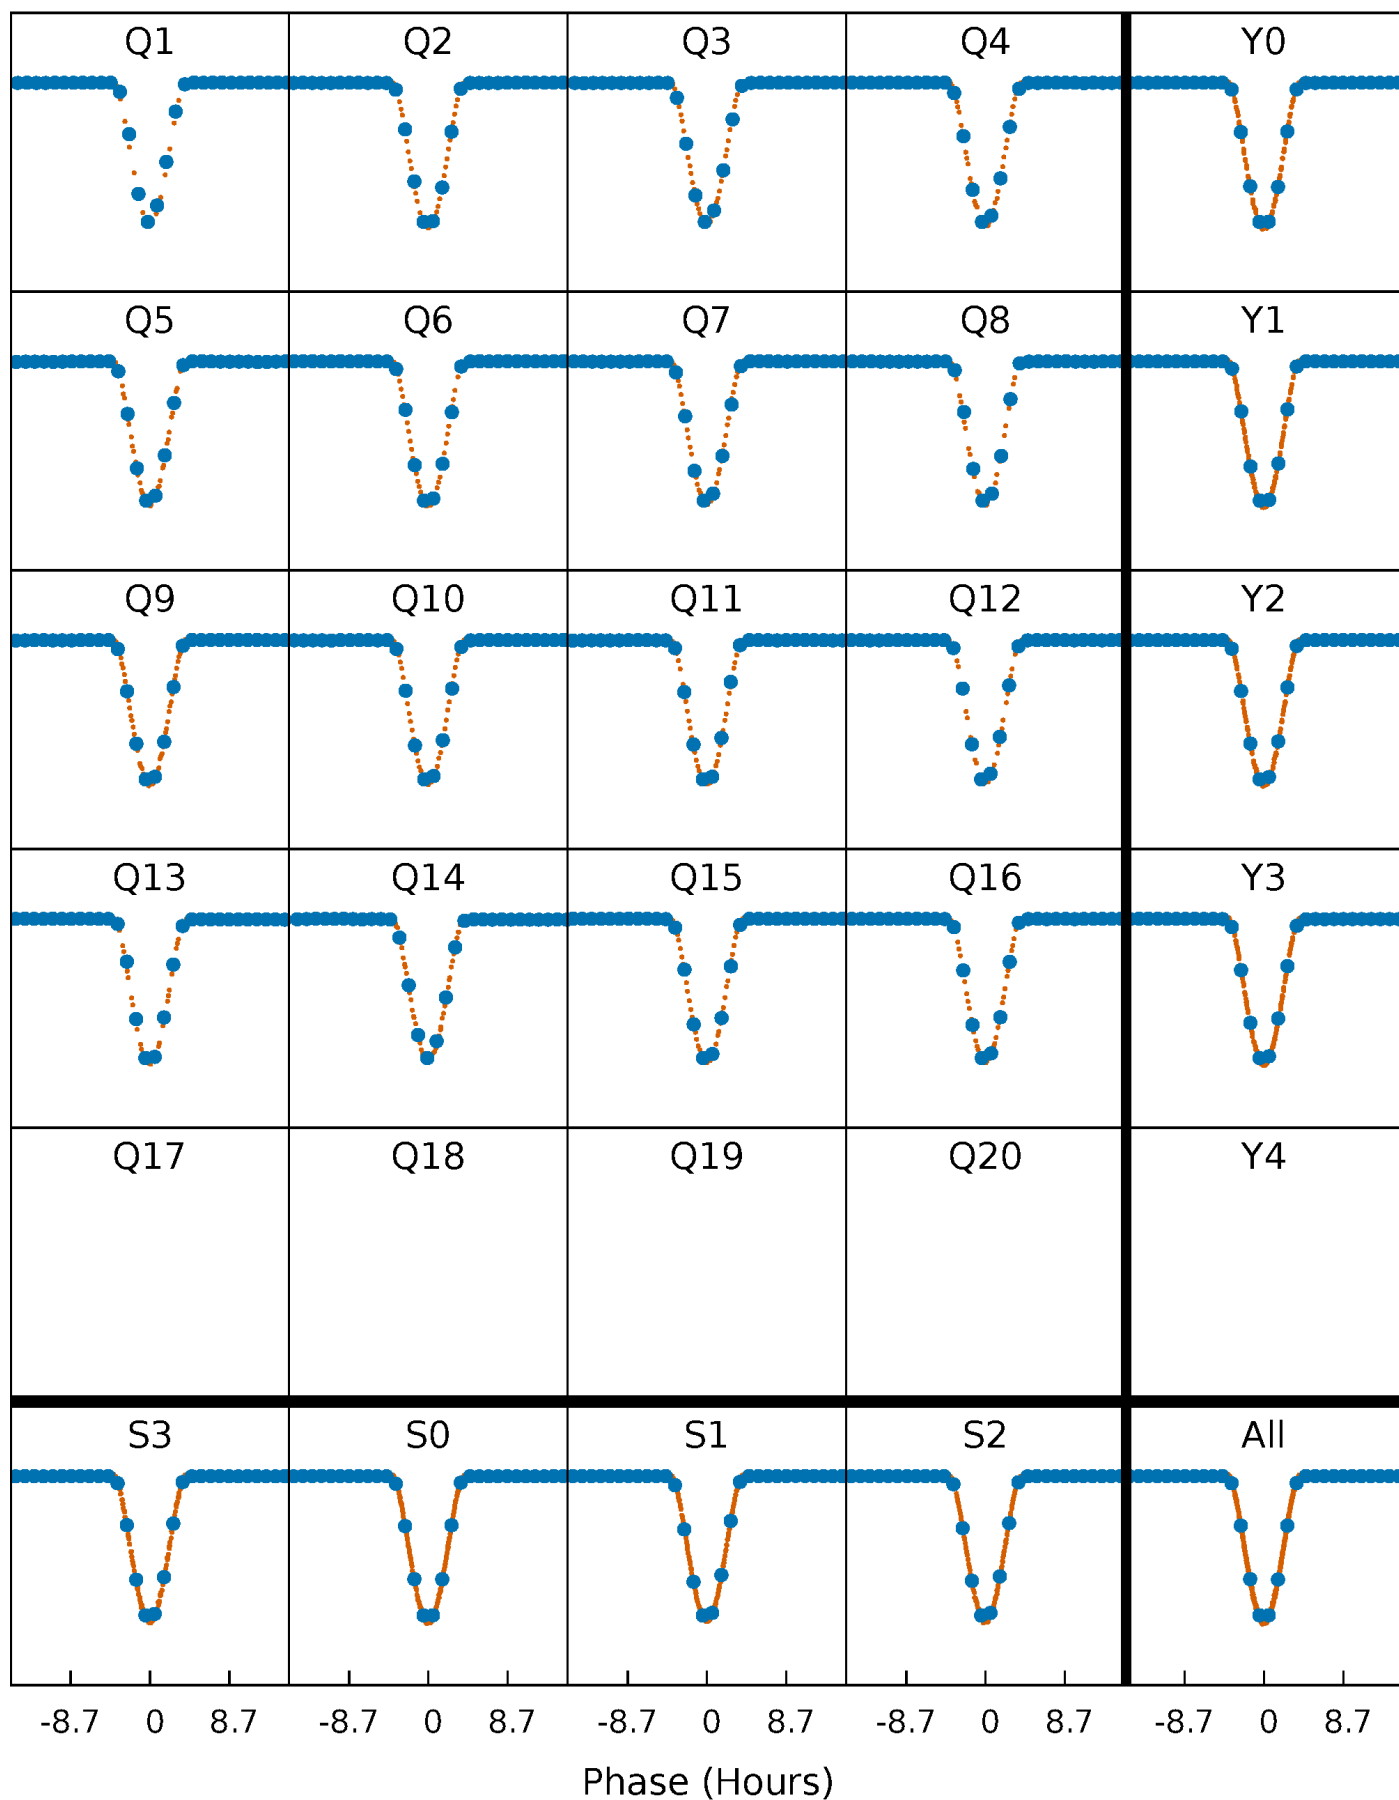 Q1 Q2 Q3 Q4 Y0
Q5 Q6 Q7 Q8 Y1
Q9 Q10 Q11 Q12 Y2
Q13 Q14 Q15 Q16 Y3
Q17 Q18 Q19 Q20 Y4
S3 S0 S1 S2 All
-8.7 0 8.7 -8.7 0 8.7 -8.7 0 8.7 -8.7 0 8.7 -8.7 0 8.7
Phase (Hours)